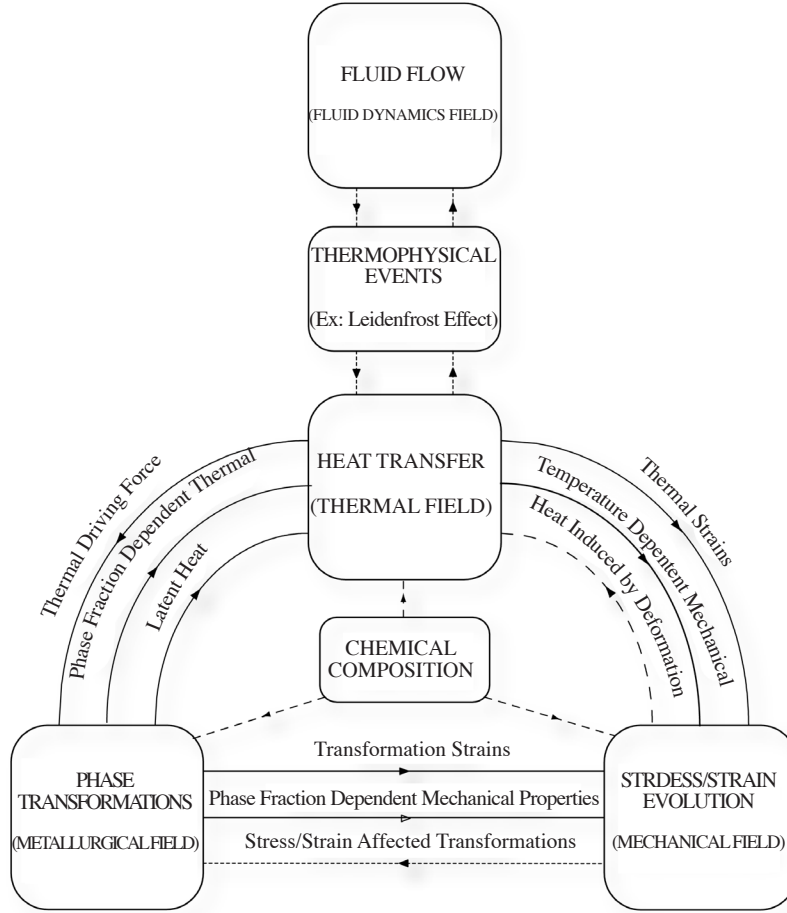 FLUID FLOW
(FLUID DYNAMICS FIELD)
THERMOPHYSICAL
EVENTS
(Ex: Leidenfrost Effect)
HEAT TRANSFER
(THERMAL FIELD)
Thermal Driving Force
Phase Fraction Dependent Thermal
Latent Heat
Thermal Strains
Temperature Depentent Mechanical
Heat Induced by Deformation
CHEMICAL
COMPOSITION
PHASE
TRANSFORMATIONS
(METALLURGICAL FIELD)
Transformation Strains
Phase Fraction Dependent Mechanical Properties
Stress/Strain Affected Transformations
STRDESS/STRAIN
EVOLUTION
(MECHANICAL FIELD)